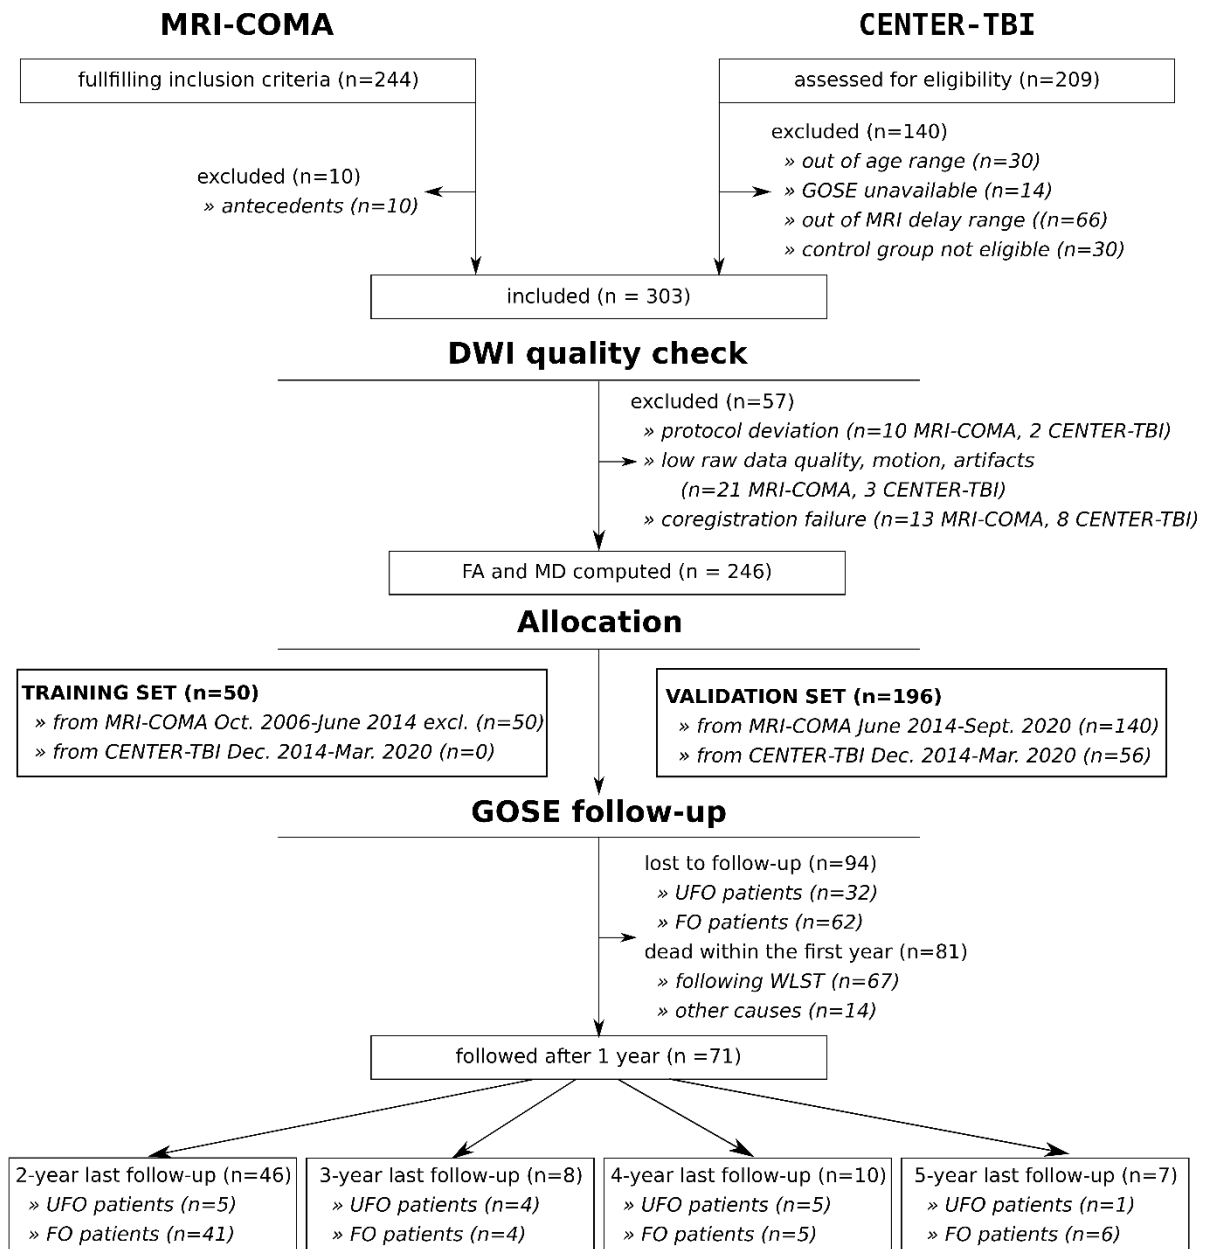 MRI-COMA
CENTER-TBI
fullfilling inclusion criteria (n=244)
assessed for eligibility (n=209)
excluded (n=10)
» antecedents (n=10)
excluded (n=140)
» out of age range (n=30)
» GOSE unavailable (n=14)
» out of MRI delay range ((n=66)
» control group not eligible (n=30)
included (n = 303)
DWI quality check
excluded (n=57)
» protocol deviation (n=10 MRI-COMA, 2 CENTER-TBI)
» low raw data quality, motion, artifacts
(n=21 MRI-COMA, 3 CENTER-TBI)
» coregistration failure (n=13 MRI-COMA, 8 CENTER-TBI)
FA and MD computed (n = 246)
Allocation
TRAINING SET (n=50)
» from MRI-COMA Oct. 2006-June 2014 excl. (n=50)
» from CENTER-TBI Dec. 2014-Mar. 2020 (n=0)
VALIDATION SET (n=196)
» from MRI-COMA June 2014-Sept. 2020 (n=140)
» from CENTER-TBI Dec. 2014-Mar. 2020 (n=56)
GOSE follow-up
lost to follow-up (n=94)
» UFO patients (n=32)
» FO patients (n=62)
dead within the first year (n=81)
» following WLST (n=67)
» other causes (n=14)
followed after 1 year (n =71)
2-year last follow-up (n=46)
» UFO patients (n=5)
» FO patients (n=41)
3-year last follow-up (n=8)
» UFO patients (n=4)
» FO patients (n=4)
4-year last follow-up (n=10)
» UFO patients (n=5)
» FO patients (n=5)
5-year last follow-up (n=7)
» UFO patients (n=1)
» FO patients (n=6)